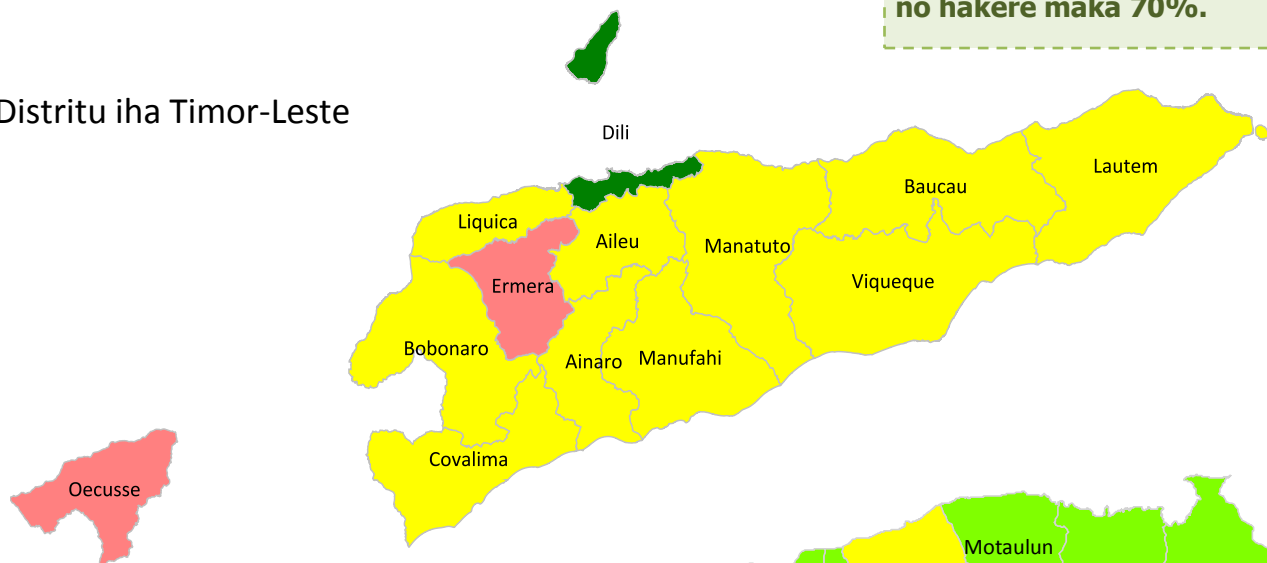 no hakerе maka 70%.
Distritu iha Timor-Leste
Dili
Lautem
Baucau
Liquica
Aileu
Manatuto
Viqueque
Ermera
Bobonaro
Ainaro
Manufahi
Covalima
Oecusse
Motaulun